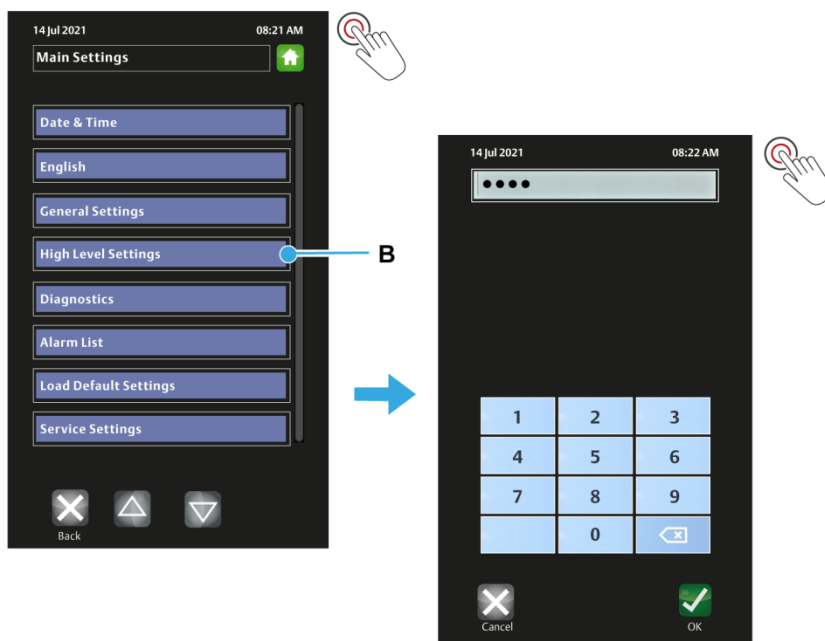 14 Jul 2021 08:21 AM
Main Settings
Date & Time
English
General Settings
High Level Settings
B
Diagnostics
Alarm List
Load Default Settings
Service Settings
Back
14 Jul 2021 08:22 AM
••••
1 2 3
4 5 6
7 8 9
0
Cancel OK